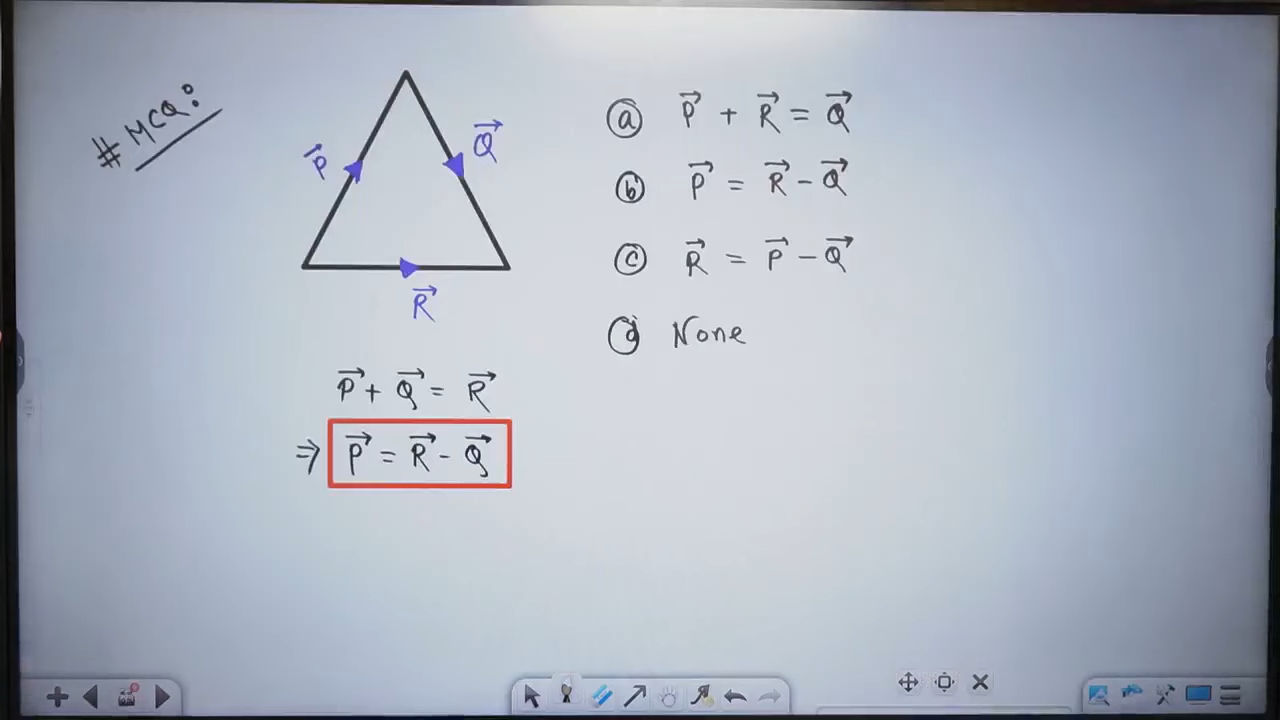 # MCQ:
P⃗
Q⃗
R⃗
P⃗ + Q⃗ = R⃗
⇒ P⃗ = R⃗ - Q⃗
ⓐ P⃗ + R⃗ = Q⃗
ⓑ P⃗ = R⃗ - Q⃗
ⓒ R⃗ = P⃗ - Q⃗
ⓓ None